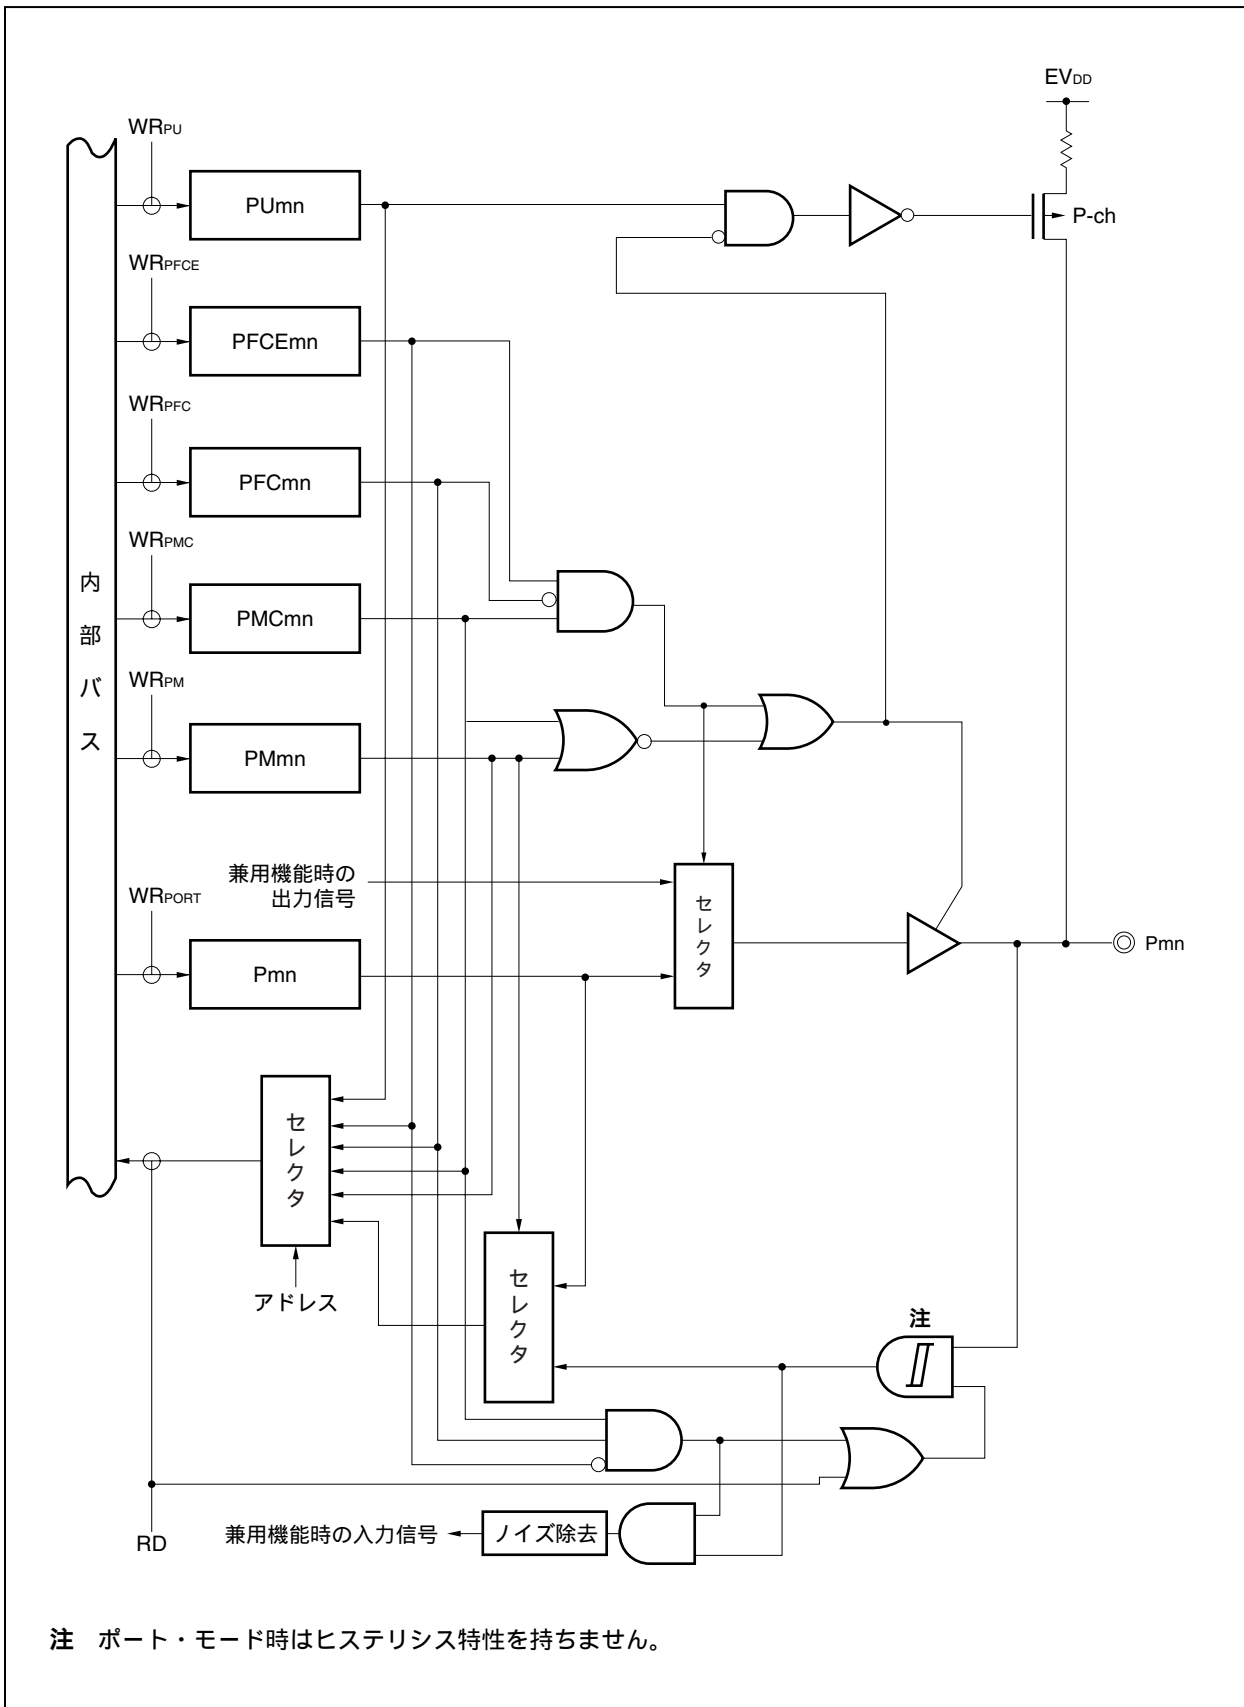 EVDD
WRPU
PUmn
P-ch
WRPFCE
PFCEmn
WRPFC
PFCmn
WRPMC
PMCmn
内部バス
WRPM
PMmn
兼用機能時の
出力信号
セレクタ
WRPORT
Pmn
Pmn
セレクタ
アドレス
セレクタ
注
RD
兼用機能時の入力信号
ノイズ除去
注 ポート・モード時はヒステリシス特性を持ちません。